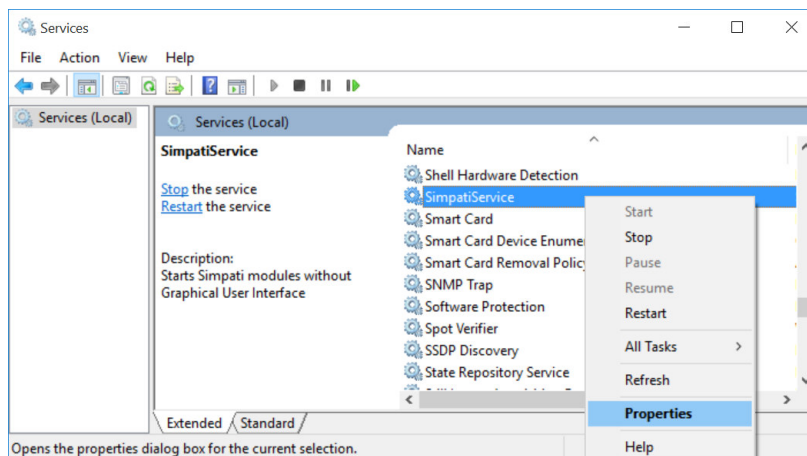 Services
File Action View Help
Services (Local)
Services (Local)
SimpatiService
Stop the service
Restart the service
Description:
Starts Simpati modules without
Graphical User Interface
Name
Shell Hardware Detection
SimpatiService
Smart Card
Smart Card Device Enume
Smart Card Removal Polic
SNMP Trap
Software Protection
Spot Verifier
SSDP Discovery
State Repository Service
Start
Stop
Pause
Resume
Restart
All Tasks
Refresh
Properties
Help
Extended Standard
Opens the properties dialog box for the current selection.